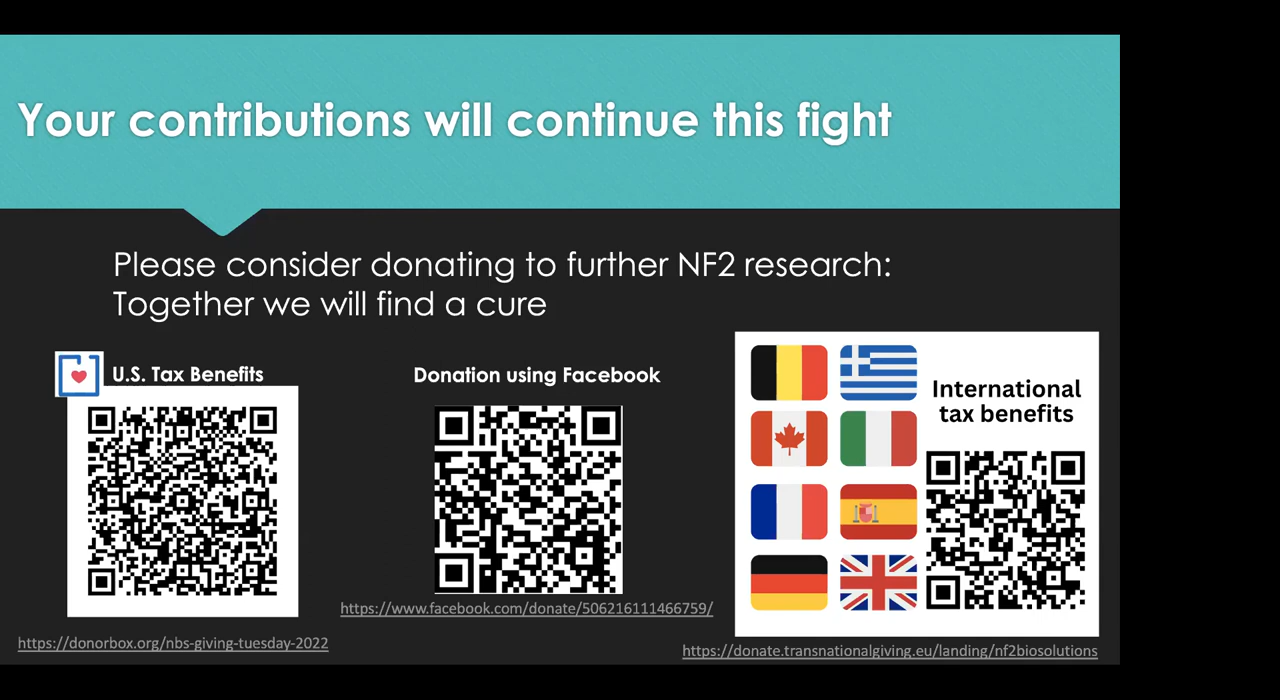 Your contributions will continue this fight
Please consider donating to further NF2 research:
Together we will find a cure
U.S. Tax Benefits
https://donorbox.org/nbs-giving-tuesday-2022
Donation using Facebook
https://www.facebook.com/donate/506216111466759/
International
tax benefits
https://donate.transnationalgiving.eu/landing/nf2biosolutions